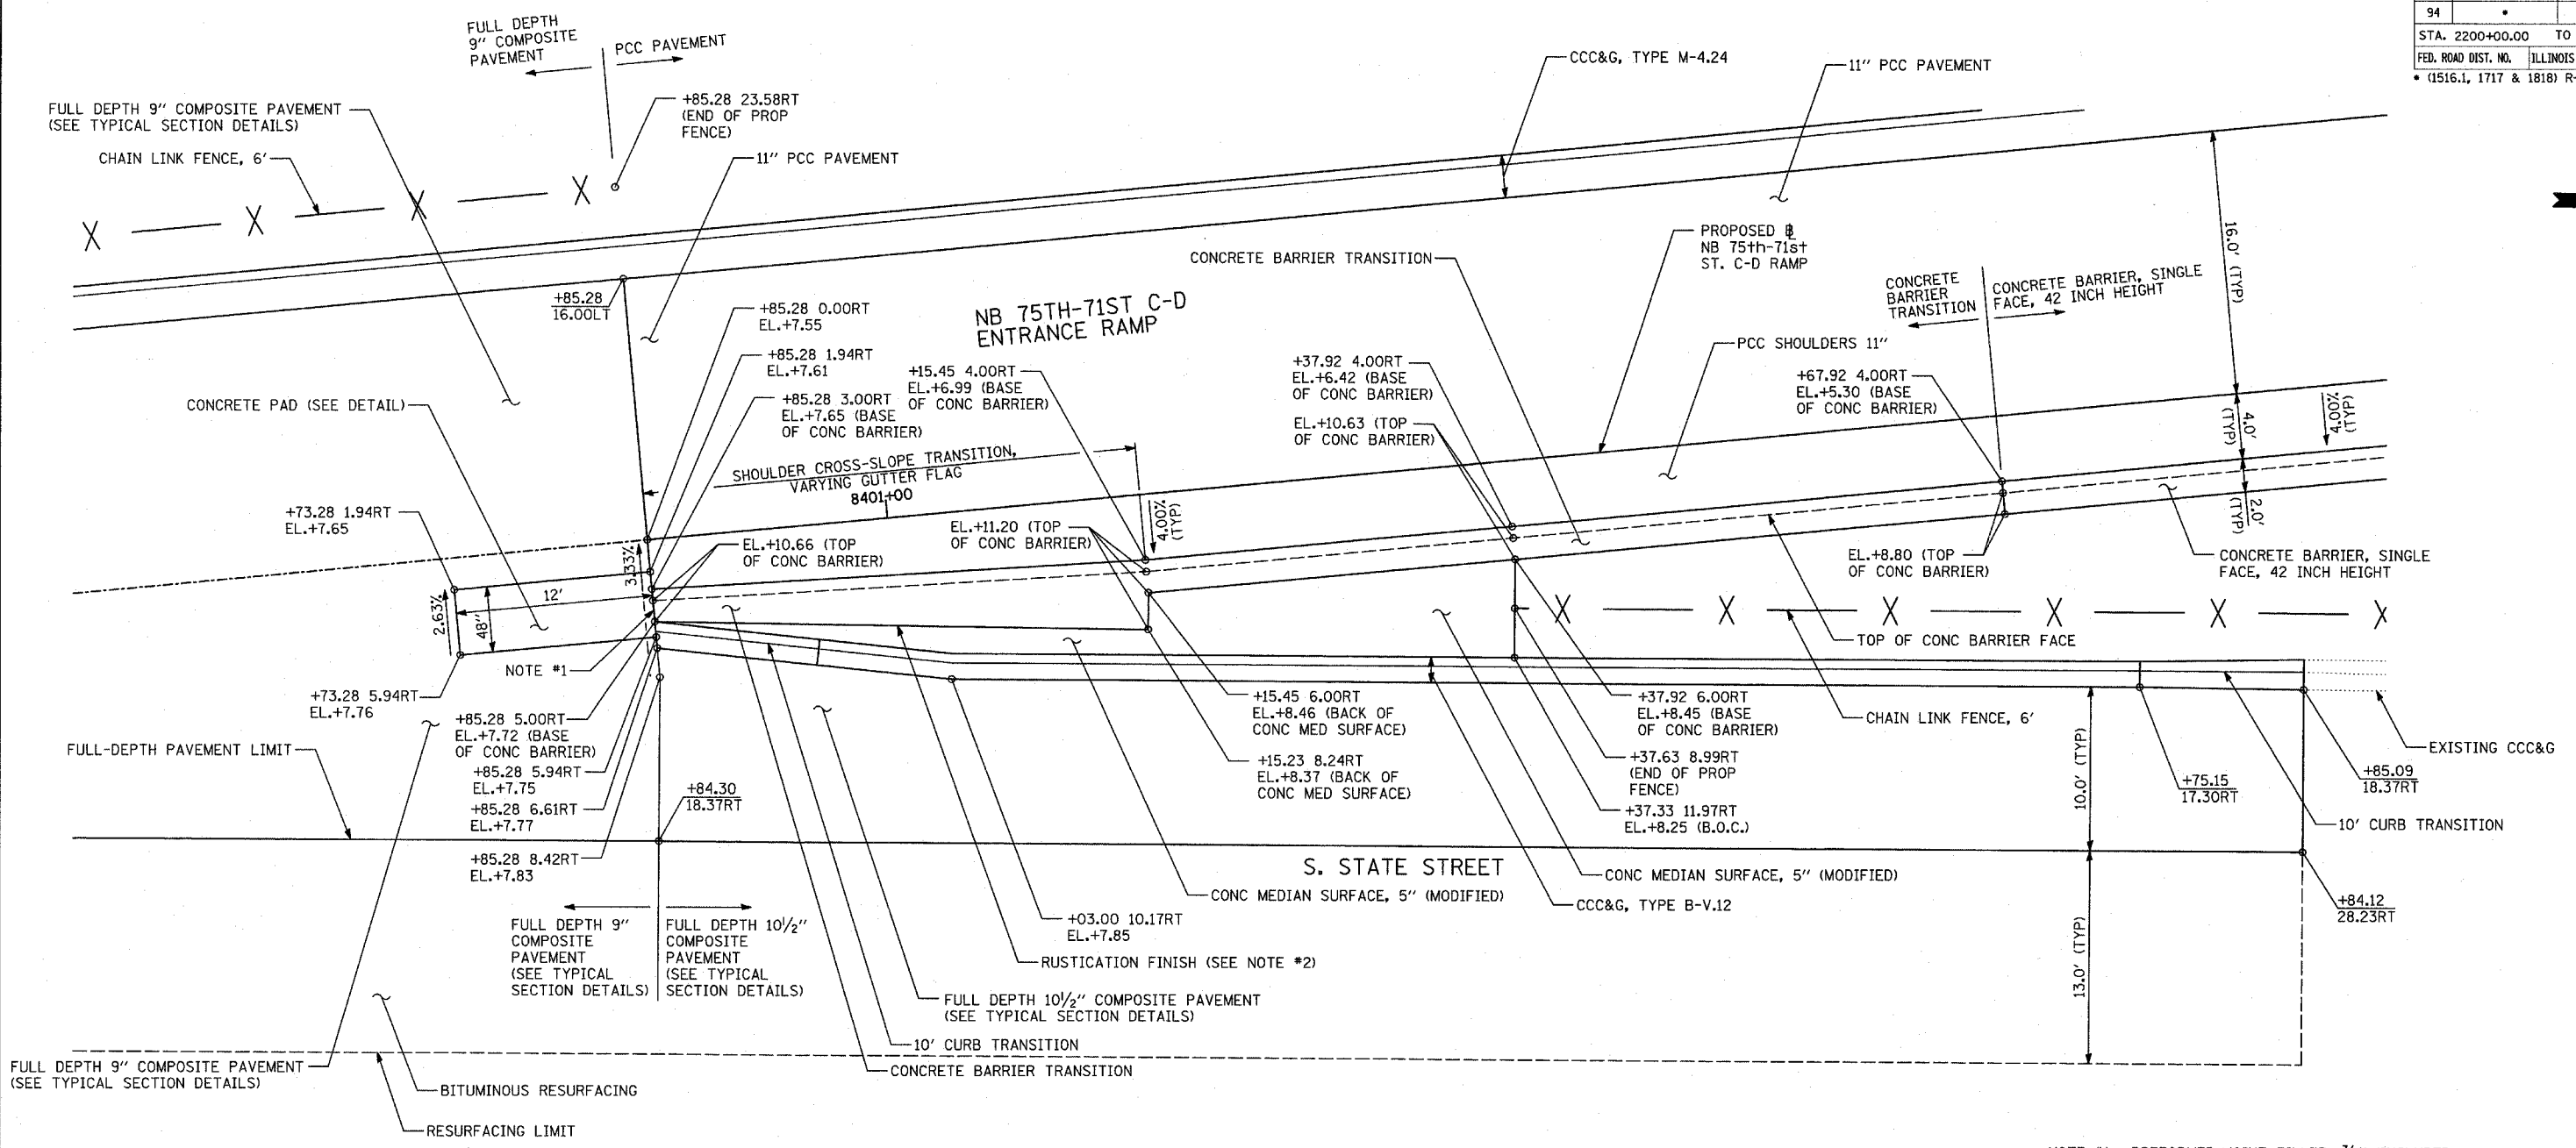 94 •
STA. 2200+00.00 TO
FED. ROAD DIST. NO. ILLINOIS
• (1516.1, 1717 & 1818) R-
FULL DEPTH
9" COMPOSITE
PAVEMENT
PCC PAVEMENT
CCC&G, TYPE M-4.24
11" PCC PAVEMENT
FULL DEPTH 9" COMPOSITE PAVEMENT
(SEE TYPICAL SECTION DETAILS)
+85.28 23.58RT
(END OF PROP
FENCE)
CHAIN LINK FENCE, 6'
11" PCC PAVEMENT
16.0' (TYP)
PROPOSED ℄
NB 75th-71st
ST. C-D RAMP
CONCRETE BARRIER TRANSITION
CONCRETE
BARRIER
TRANSITION
CONCRETE BARRIER, SINGLE
FACE, 42 INCH HEIGHT
+85.28
16.00LT
+85.28 0.00RT
EL.+7.55
NB 75TH-71ST C-D
ENTRANCE RAMP
PCC SHOULDERS 11"
+85.28 1.94RT
EL.+7.61
+15.45 4.00RT
EL.+6.99 (BASE
OF CONC BARRIER)
+37.92 4.00RT
EL.+6.42 (BASE
OF CONC BARRIER)
+67.92 4.00RT
EL.+5.30 (BASE
OF CONC BARRIER)
CONCRETE PAD (SEE DETAIL)
+85.28 3.00RT
EL.+7.65 (BASE
OF CONC BARRIER)
EL.+10.63 (TOP
OF CONC BARRIER)
4.0'
(TYP)
4.00%
(TYP)
SHOULDER CROSS-SLOPE TRANSITION,
VARYING GUTTER FLAG
8401+00
4.00%
(TYP)
2.0'
(TYP)
+73.28 1.94RT
EL.+7.65
EL.+11.20 (TOP
OF CONC BARRIER)
EL.+10.66 (TOP
OF CONC BARRIER)
3.33%
EL.+8.80 (TOP
OF CONC BARRIER)
CONCRETE BARRIER, SINGLE
FACE, 42 INCH HEIGHT
12'
2.63%
48"
TOP OF CONC BARRIER FACE
NOTE #1
+73.28 5.94RT
EL.+7.76
+85.28 5.00RT
EL.+7.72 (BASE
OF CONC BARRIER)
+15.45 6.00RT
EL.+8.46 (BACK OF
CONC MED SURFACE)
+37.92 6.00RT
EL.+8.45 (BASE
OF CONC BARRIER)
CHAIN LINK FENCE, 6'
FULL-DEPTH PAVEMENT LIMIT
EXISTING CCC&G
+85.28 5.94RT
EL.+7.75
+15.23 8.24RT
EL.+8.37 (BACK OF
CONC MED SURFACE)
+37.63 8.99RT
(END OF PROP
FENCE)
10.0' (TYP)
+75.15
17.30RT
+85.09
18.37RT
+84.30
18.37RT
+85.28 6.61RT
EL.+7.77
+37.33 11.97RT
EL.+8.25 (B.O.C.)
10' CURB TRANSITION
+85.28 8.42RT
EL.+7.83
S. STATE STREET
CONC MEDIAN SURFACE, 5" (MODIFIED)
CONC MEDIAN SURFACE, 5" (MODIFIED)
CCC&G, TYPE B-V.12
+84.12
28.23RT
FULL DEPTH 9"
COMPOSITE
PAVEMENT
(SEE TYPICAL
SECTION DETAILS)
FULL DEPTH 10½"
COMPOSITE
PAVEMENT
(SEE TYPICAL
SECTION DETAILS)
+03.00 10.17RT
EL.+7.85
13.0' (TYP)
RUSTICATION FINISH (SEE NOTE #2)
FULL DEPTH 10½" COMPOSITE PAVEMENT
(SEE TYPICAL SECTION DETAILS)
10' CURB TRANSITION
FULL DEPTH 9" COMPOSITE PAVEMENT
(SEE TYPICAL SECTION DETAILS)
CONCRETE BARRIER TRANSITION
BITUMINOUS RESURFACING
RESURFACING LIMIT